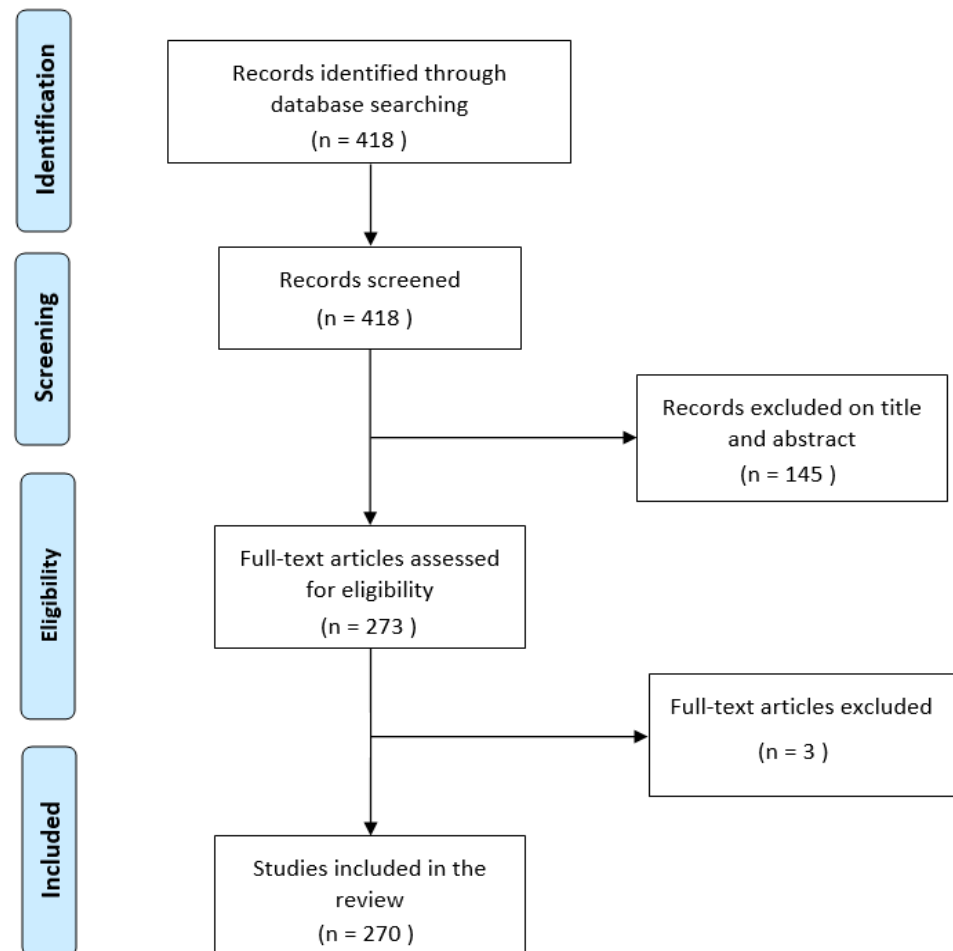 Identification
Records identified through
database searching
(n = 418 )
Screening
Records screened
(n = 418 )
Records excluded on title
and abstract
(n = 145 )
Eligibility
Full-text articles assessed
for eligibility
(n = 273 )
Full-text articles excluded
(n = 3 )
Included
Studies included in the
review
(n = 270 )